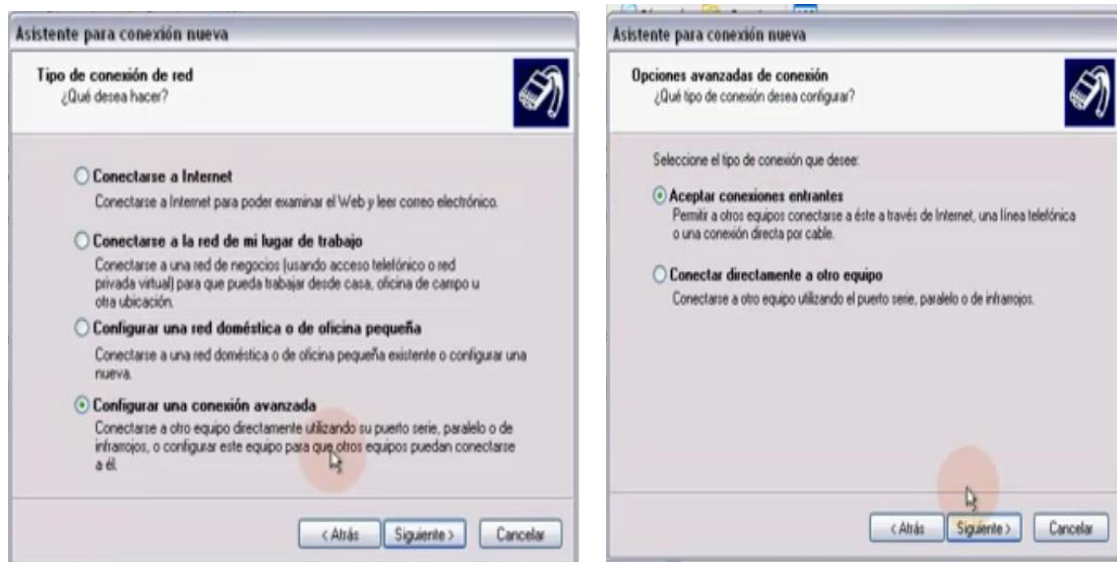 Asistente para conexión nueva
Tipo de conexión de red
¿Qué desea hacer?
Conectarse a Internet
Conectarse a Internet para poder examinar el Web y leer correo electrónico.
Conectarse a la red de mi lugar de trabajo
Conectarse a una red de negocios (usando acceso telefónico o red
privada virtual) para que pueda trabajar desde casa, oficina de campo u
otra ubicación.
Configurar una red doméstica o de oficina pequeña
Conectarse a una red doméstica o de oficina pequeña existente o configurar una
nueva.
Configurar una conexión avanzada
Conectarse a otro equipo directamente utilizando su puerto serie, paralelo o de
infrarrojos, o configurar este equipo para que otros equipos puedan conectarse
a él.
< Atrás
Siguiente >
Cancelar
Asistente para conexión nueva
Opciones avanzadas de conexión
¿Qué tipo de conexión desea configurar?
Seleccione el tipo de conexión que desee:
Aceptar conexiones entrantes
Permitir a otros equipos conectarse a éste a través de Internet, una línea telefónica
o una conexión directa por cable.
Conectar directamente a otro equipo
Conectarse a otro equipo utilizando el puerto serie, paralelo o de infrarrojos.
< Atrás
Siguiente >
Cancelar